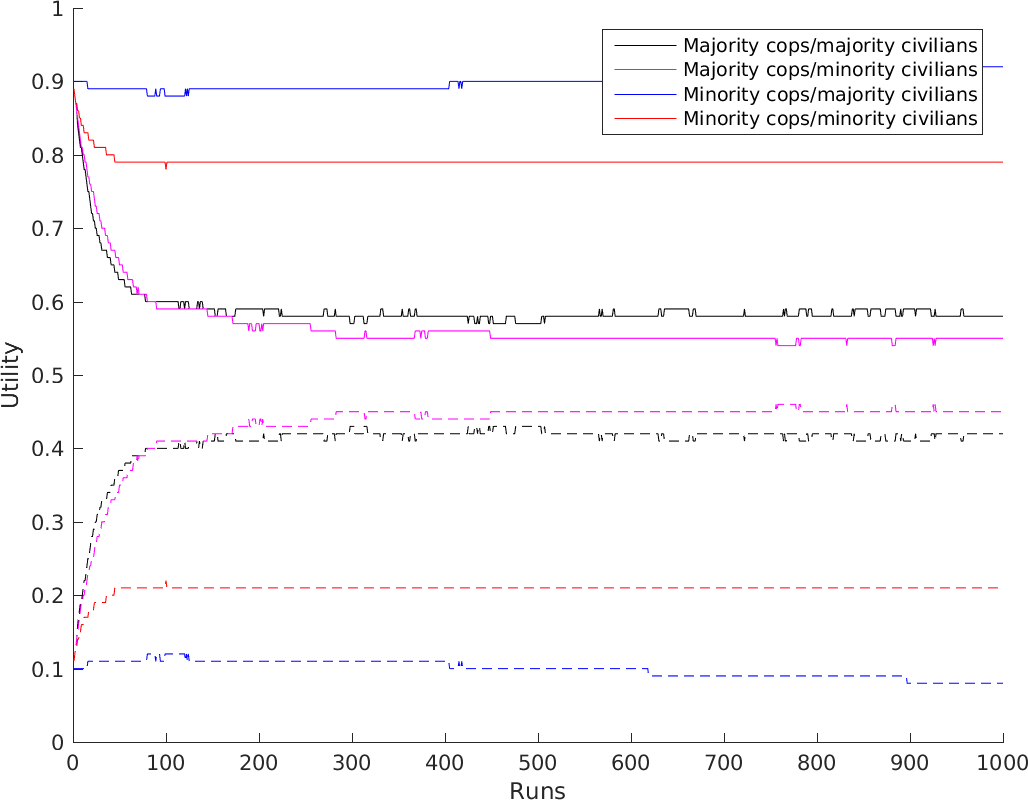 1
0.9
0.8
0.7
0.6
0.5
0.4
0.3
0.2
0.1
0
Utility
Majority cops/majority civilians
Majority cops/minority civilians
Minority cops/majority civilians
Minority cops/minority civilians
0 100 200 300 400 500 600 700 800 900 1000
Runs